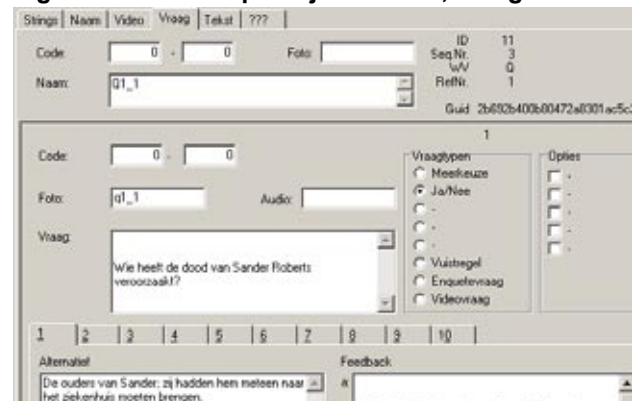 Strings Naam Video Vraag Tekst ???
Code: 0 - 0 Foto: ID 11
Seq.Nr. 3
WV Q
Naam: Q1_1 RefNr. 1
Guid 2b692b400b80472a8301ac5c
1
Code: 0 - 0 Vraagtypen Opties
Meerkeuze -
Foto: q1_1 Audio: Ja/Nee -
- -
- -
Vraag: - -
Wie heeft de dood van Sander Roberts Vuistregel
veroorzaakt? Enquetevraag
Videovraag
1 2 3 4 5 6 7 8 9 10
Alternatief Feedback
De ouders van Sander: zij hadden hem meteen naar a:
het ziekenhuis moeten brengen.